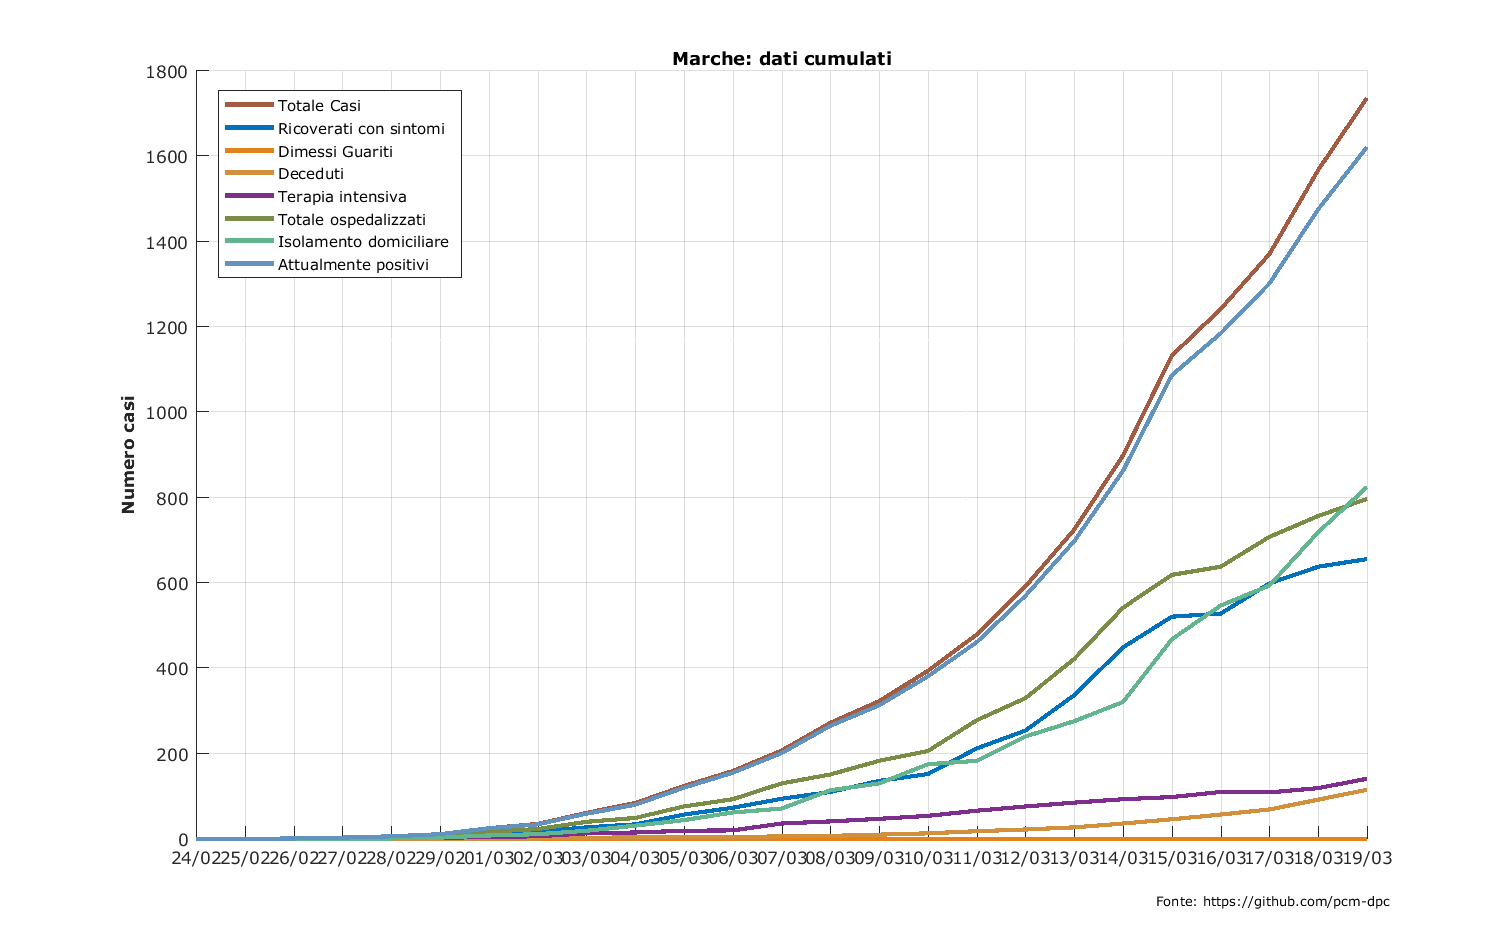 Marche: dati cumulati
1800
1600
1400
1200
1000
800
600
400
200
0
Numero casi
Totale Casi
Ricoverati con sintomi
Dimessi Guariti
Deceduti
Terapia intensiva
Totale ospedalizzati
Isolamento domiciliare
Attualmente positivi
24/02 25/02 26/02 27/02 28/02 29/02 01/03 02/03 03/03 04/03 05/03 06/03 07/03 08/03 09/03 10/03 11/03 12/03 13/03 14/03 15/03 16/03 17/03 18/03 19/03
Fonte: https://github.com/pcm-dpc